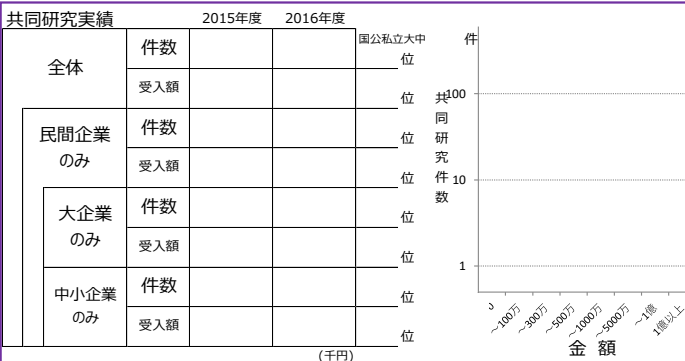 共同研究実績
2015年度 2016年度
国公私立大中
全体
件数
位
受入額
位
民間企業
のみ
件数
位
受入額
位
大企業
のみ
件数
位
受入額
位
中小企業
のみ
件数
位
受入額
位
(千円)
件
共同研究件数
100
10
1
0
～100万
～300万
～500万
～1000万
～5000万
～1億
1億以上
金 額